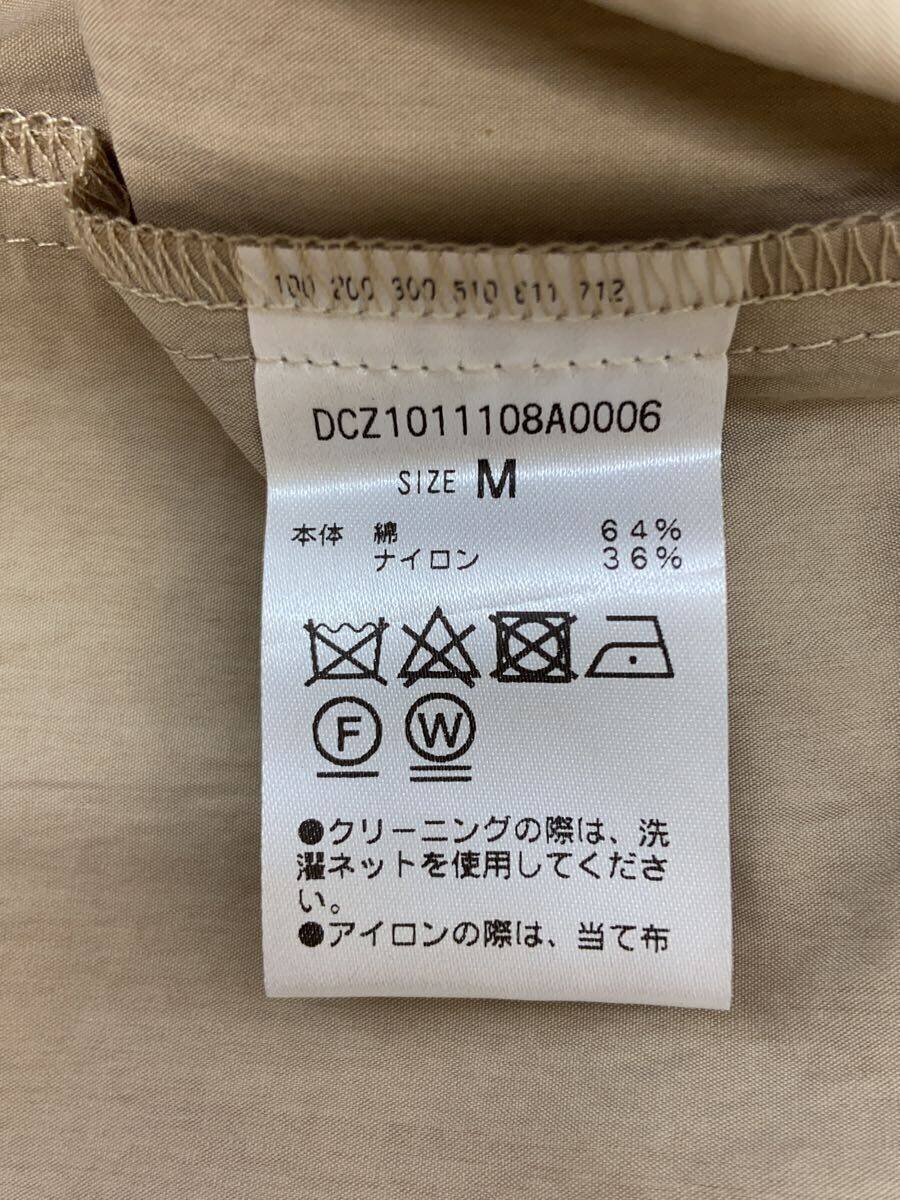 100 200 300 510 611 712
DCZ1011108A0006
SIZE M
本体 綿 64%
ナイロン 36%
F W
●クリーニングの際は、洗
濯ネットを使用してくださ
い。
●アイロンの際は、当て布